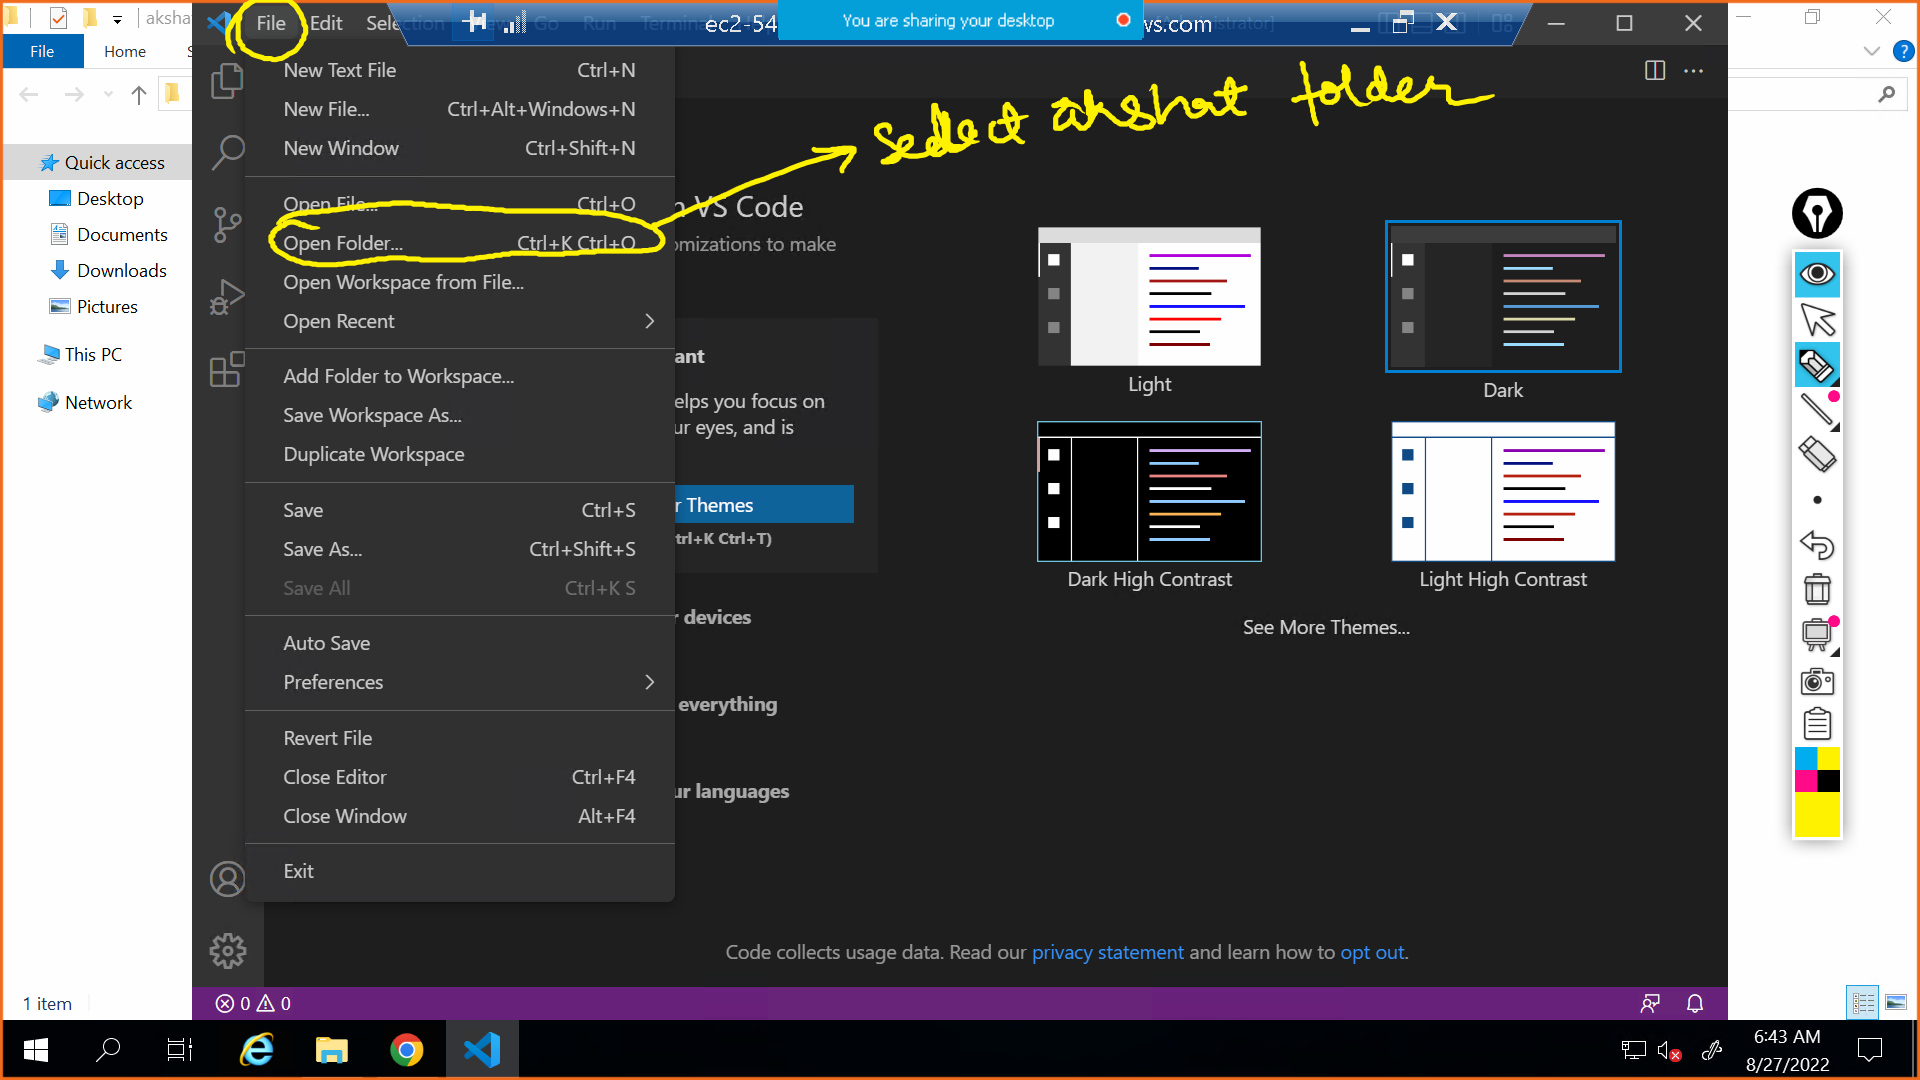 aksha
File Edit Sele Go Run Termin
ec2-54
You are sharing your desktop
ws.com
File Home
Quick access
Desktop
Documents
Downloads
Pictures
This PC
Network
1 item
New Text File Ctrl+N
New File... Ctrl+Alt+Windows+N
New Window Ctrl+Shift+N
Open File... Ctrl+O
Open Folder... Ctrl+K Ctrl+O
Open Workspace from File...
Open Recent
Add Folder to Workspace...
Save Workspace As...
Duplicate Workspace
Save Ctrl+S
Save As... Ctrl+Shift+S
Save All Ctrl+K S
Auto Save
Preferences
Revert File
Close Editor Ctrl+F4
Close Window Alt+F4
Exit
select akshat folder
n VS Code
omizations to make
ant
elps you focus on
ur eyes, and is
r Themes
trl+K Ctrl+T)
r devices
everything
ur languages
Light
Dark
Dark High Contrast
Light High Contrast
See More Themes...
Code collects usage data. Read our privacy statement and learn how to opt out.
0 0
6:43 AM
8/27/2022